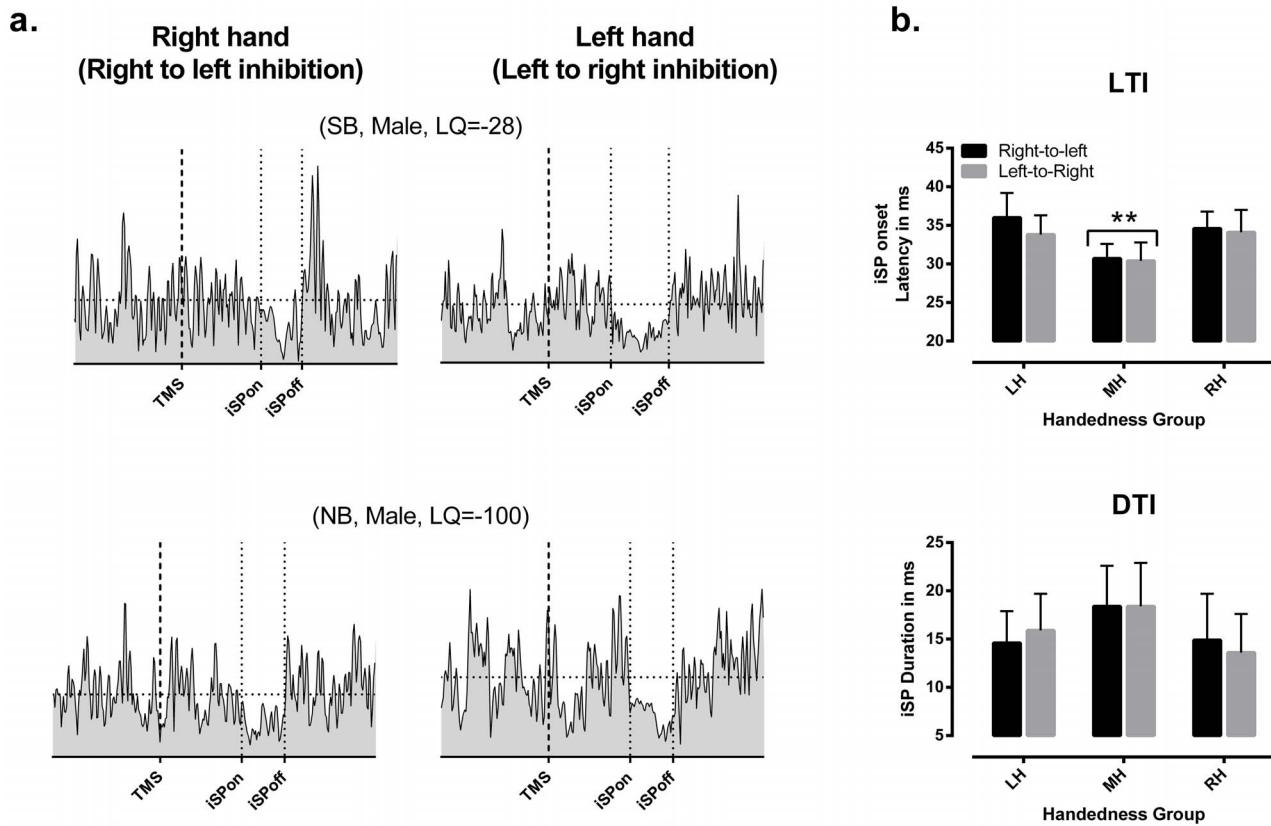 a.
Right hand
(Right to left inhibition)
Left hand
(Left to right inhibition)
(SB, Male, LQ=-28)
TMS
iSPon
iSPoff
TMS
iSPon
iSPoff
(NB, Male, LQ=-100)
TMS
iSPon
iSPoff
TMS
iSPon
iSPoff
b.
LTI
45
40
35
30
25
20
iSP onset
Latency in ms
Right-to-left
Left-to-Right
**
LH
MH
RH
Handedness Group
DTI
25
20
15
10
5
iSP Duration in ms
LH
MH
RH
Handedness Group